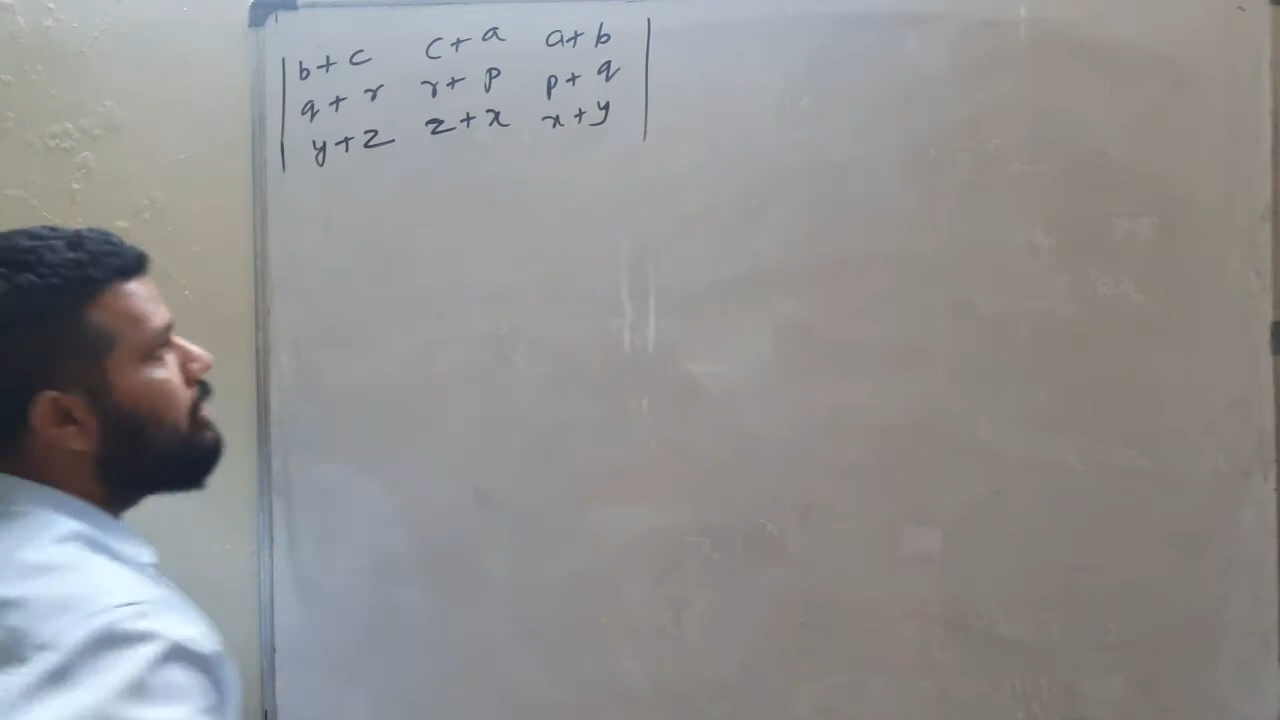 | b+c c+a a+b |
| q+r r+p p+q |
| y+z z+x x+y |